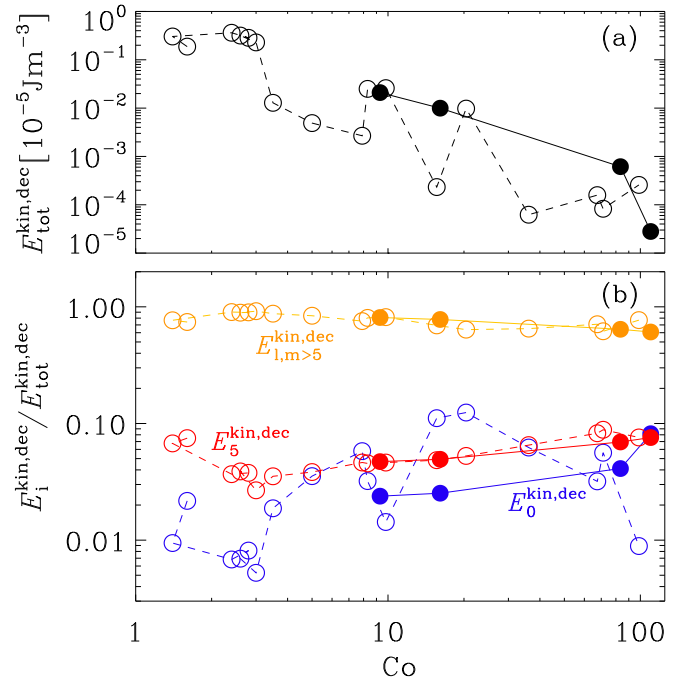 (a)
E_tot^kin,dec [10^-5 Jm^-3]
10^0
10^-1
10^-2
10^-3
10^-4
10^-5
(b)
E_i^kin,dec / E_tot^kin,dec
1.00
0.10
0.01
E_l,m>5^kin,dec
E_5^kin,dec
E_0^kin,dec
1 10 100
Co